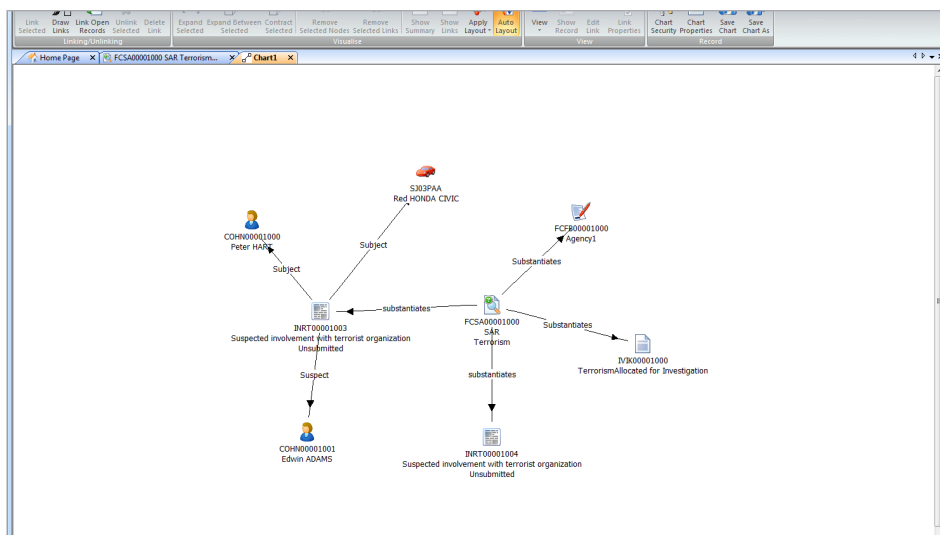 Link Selected
Draw Links
Link Open Records
Unlink Selected
Delete Link
Expand Selected
Expand Between Selected
Contract Selected
Remove Selected Nodes
Remove Selected Links
Show Summary
Show Links
Apply Layout
Auto Layout
View
Show Record
Edit Link
Link Properties
Chart Security
Chart Properties
Save Chart
Save Chart As
Linking/Unlinking
Visualise
View
Record
Home Page X
FCSA00001000 SAR Terrorism... X
Chart1 X
SJ03PAA
Red HONDA CIVIC
COHN00001000
Peter HART
FCFB00001000
Agency1
Subject
Subject
Substantiates
substantiates
INRT00001003
Suspected involvement with terrorist organization
Unsubmitted
FCSA00001000
SAR
Terrorism
Substantiates
IVIK00001000
TerrorismAllocated for Investigation
Suspect
substantiates
COHN00001001
Edwin ADAMS
INRT00001004
Suspected involvement with terrorist organization
Unsubmitted